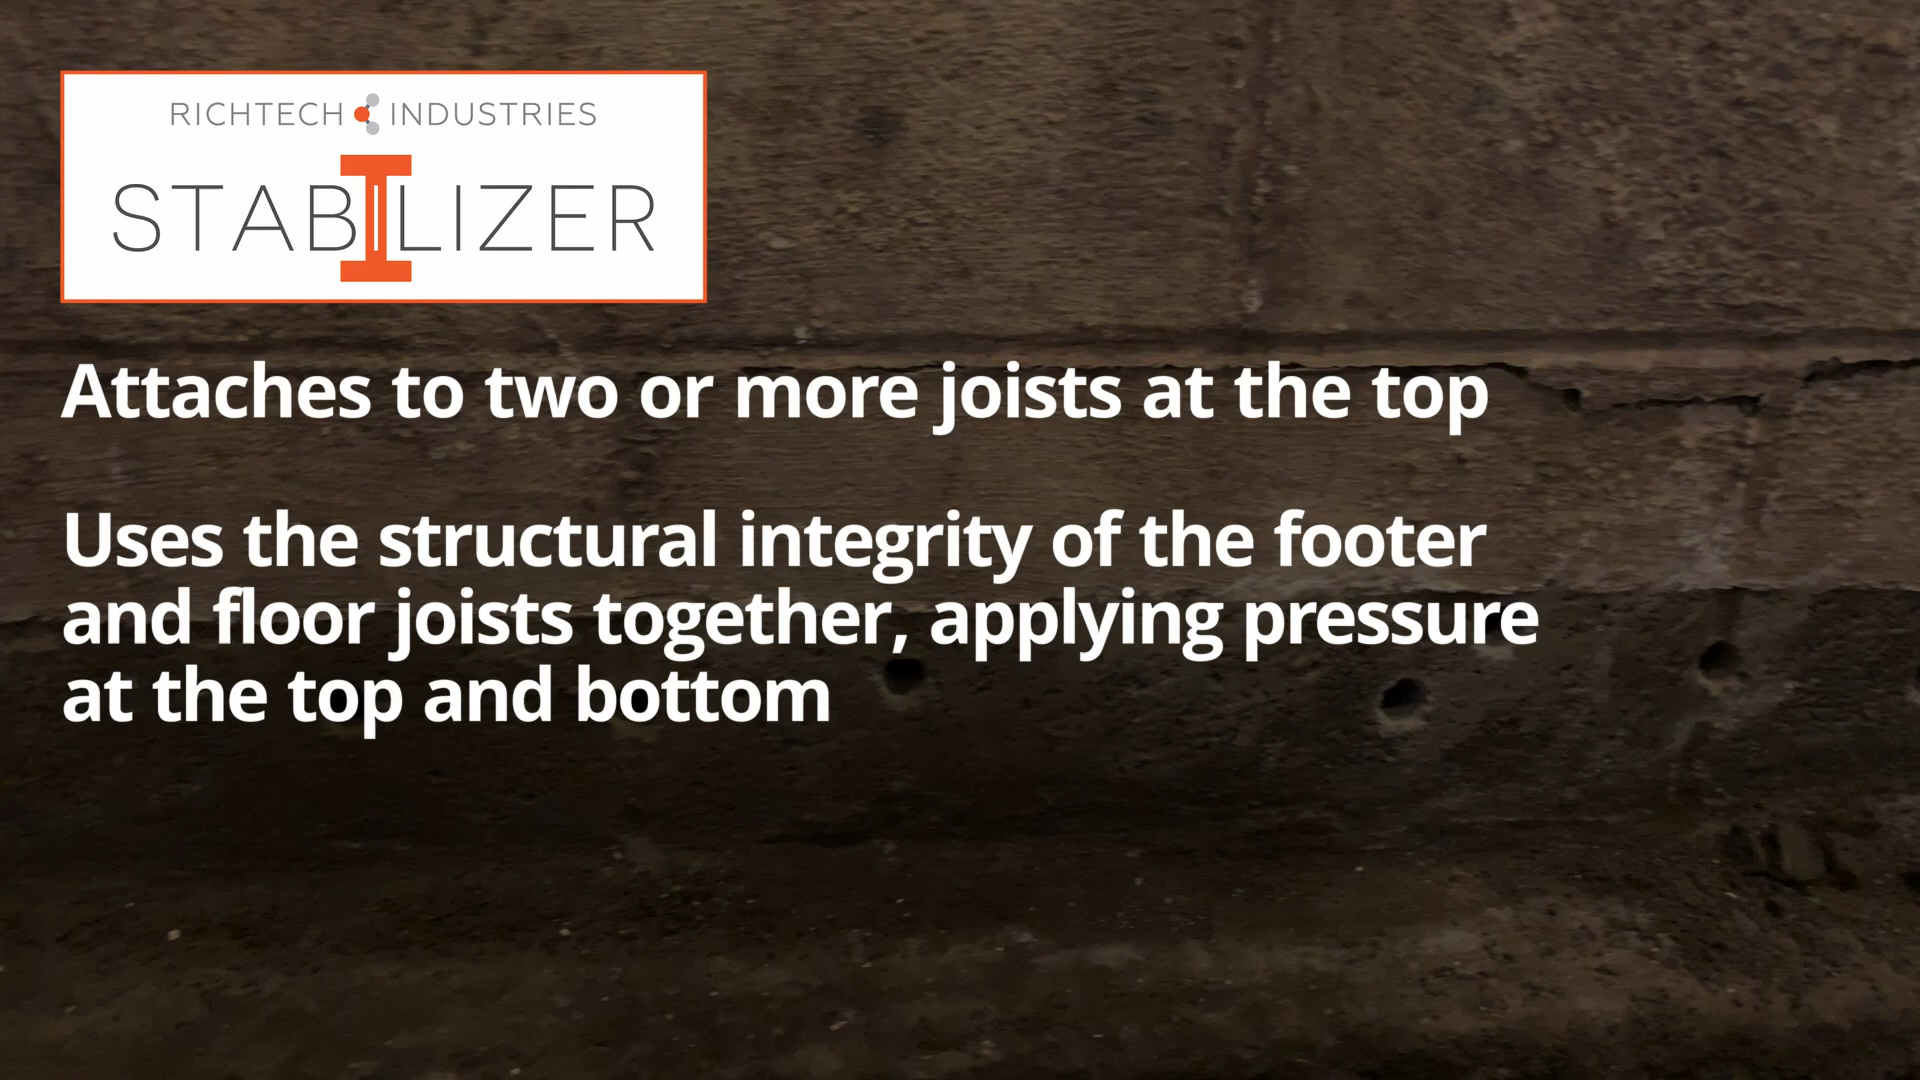 RICHTECH INDUSTRIES
STABILIZER
Attaches to two or more joists at the top
Uses the structural integrity of the footer
and floor joists together, applying pressure
at the top and bottom